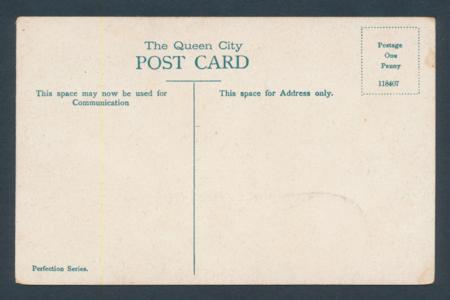 The Queen City
POST CARD
Postage
One
Penny
118407
This space may now be used for
Communication
This space for Address only.
Perfection Series.